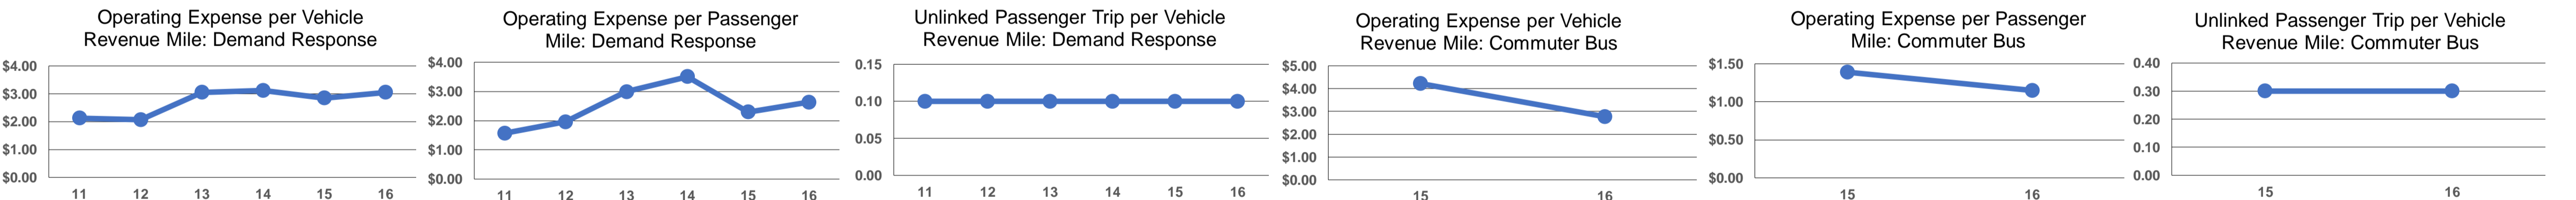 Operating Expense per Vehicle
Revenue Mile: Demand Response
$4.00
$3.00
$2.00
$1.00
$0.00
11 12 13 14 15 16
Operating Expense per Passenger
Mile: Demand Response
$4.00
$3.00
$2.00
$1.00
$0.00
11 12 13 14 15 16
Unlinked Passenger Trip per Vehicle
Revenue Mile: Demand Response
0.15
0.10
0.05
0.00
11 12 13 14 15 16
Operating Expense per Vehicle
Revenue Mile: Commuter Bus
$5.00
$4.00
$3.00
$2.00
$1.00
$0.00
15 16
Operating Expense per Passenger
Mile: Commuter Bus
$1.50
$1.00
$0.50
$0.00
15 16
Unlinked Passenger Trip per Vehicle
Revenue Mile: Commuter Bus
0.40
0.30
0.20
0.10
0.00
15 16